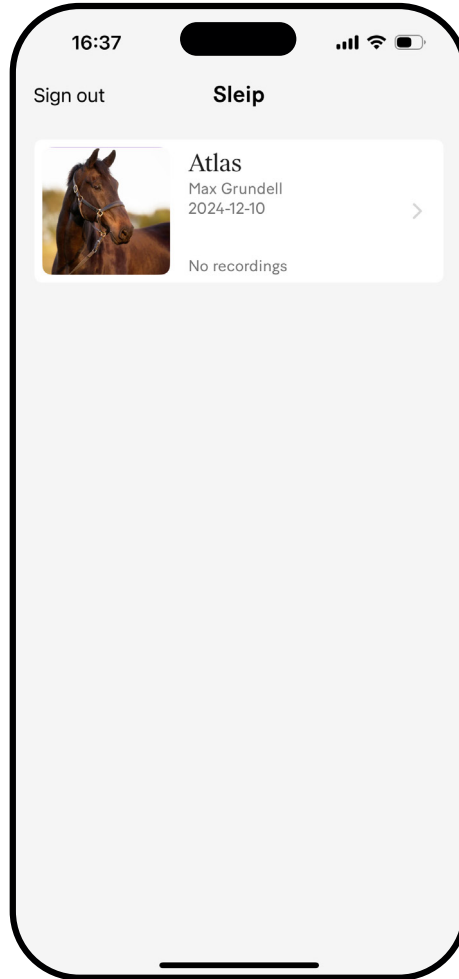 16:37
Sign out
Sleip
Atlas
Max Grundell
2024-12-10
No recordings